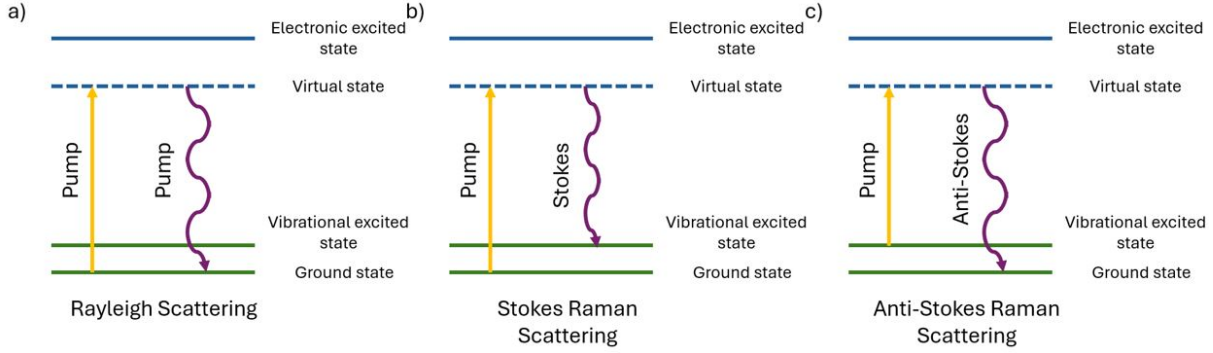 a)
Electronic excited
state
Virtual state
Pump
Pump
Vibrational excited
state
Ground state
Rayleigh Scattering
b)
Electronic excited
state
Virtual state
Pump
Stokes
Vibrational excited
state
Ground state
Stokes Raman
Scattering
c)
Electronic excited
state
Virtual state
Pump
Anti-Stokes
Vibrational excited
state
Ground state
Anti-Stokes Raman
Scattering